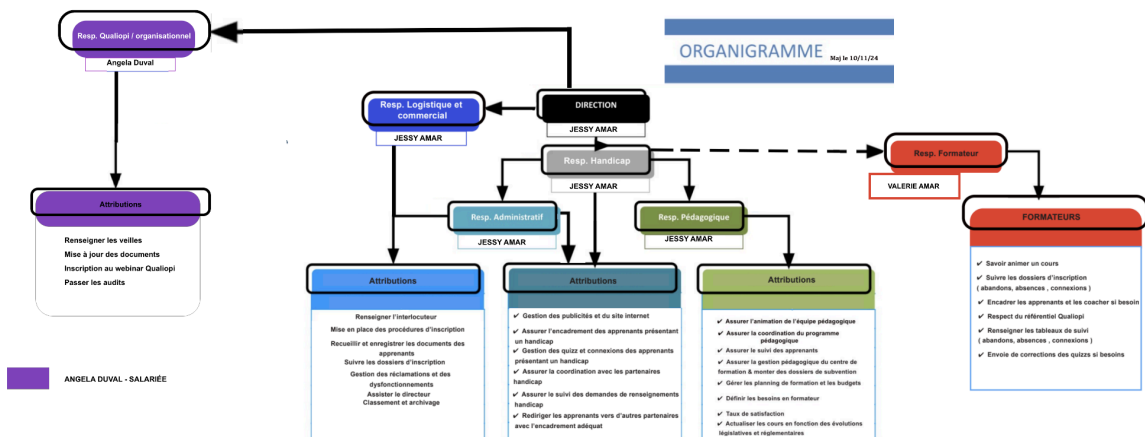 Resp. Qualiopi / organisationnel
Angela Duval
ORGANIGRAMME Maj le 10/11/24
DIRECTION
JESSY AMAR
Resp. Logistique et
commercial
JESSY AMAR
Resp. Handicap
JESSY AMAR
Resp. Formateur
VALERIE AMAR
Resp. Administratif
JESSY AMAR
Resp. Pédagogique
JESSY AMAR
Attributions
Renseigner les veilles
Mise à jour des documents
Inscription au webinar Qualiopi
Passer les audits
ANGELA DUVAL - SALARIÉE
Attributions
Renseigner l'interlocuteur
Mise en place des procédures d'inscription
Recueillir et enregistrer les documents des
apprenants
Suivre les dossiers d'inscription
Gestion des réclamations et des
dysfonctionnements
Assister le directeur
Classement et archivage
Attributions
✔ Gestion des publicités et du site internet
✔ Assurer l'encadrement des apprenants présentant
un handicap
✔ Gestion des quizz et connexions des apprenants
présentant un handicap
✔ Assurer la coordination avec les partenaires
handicap
✔ Assurer le suivi des demandes de renseignements
handicap
✔ Rediriger les apprenants vers d'autres partenaires
avec l'encadrement adéquat
Attributions
✔ Assurer l'animation de l'équipe pédagogique
✔ Assurer la coordination du programme
pédagogique
✔ Assurer le suivi des apprenants
✔ Assurer la gestion pédagogique du centre de
formation & monter des dossiers de subvention
✔ Gérer les planning de formation et les budgets
✔ Définir les besoins en formateur
✔ Taux de satisfaction
✔ Actualiser les cours en fonction des évolutions
législatives et réglementaires
FORMATEURS
✔ Savoir animer un cours
✔ Suivre les dossiers d'inscription
( abandons, absences , connexions )
✔ Encadrer les apprenants et les coacher si besoin
✔ Respect du référentiel Qualiopi
✔ Renseigner les tableaux de suivi
( abandons, absences , connexions )
✔ Envoie de corrections des quizzs si besoins